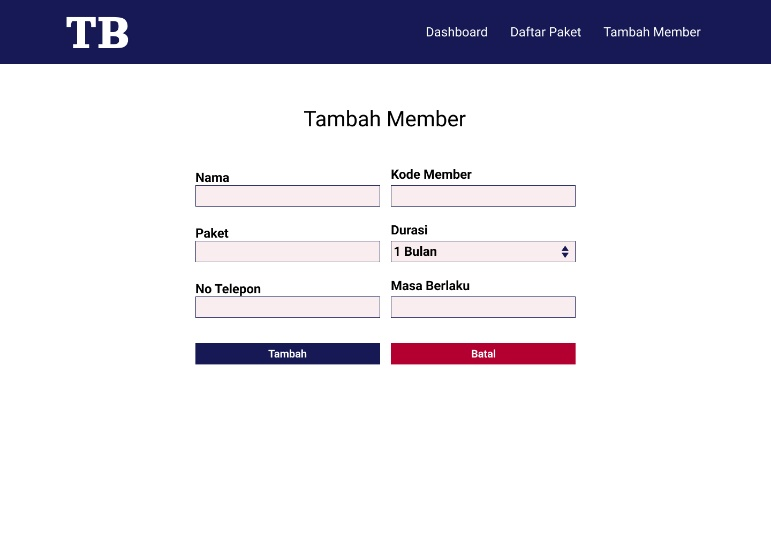 TB
Dashboard Daftar Paket Tambah Member
Tambah Member
Nama Kode Member
Paket Durasi
1 Bulan
No Telepon Masa Berlaku
Tambah Batal